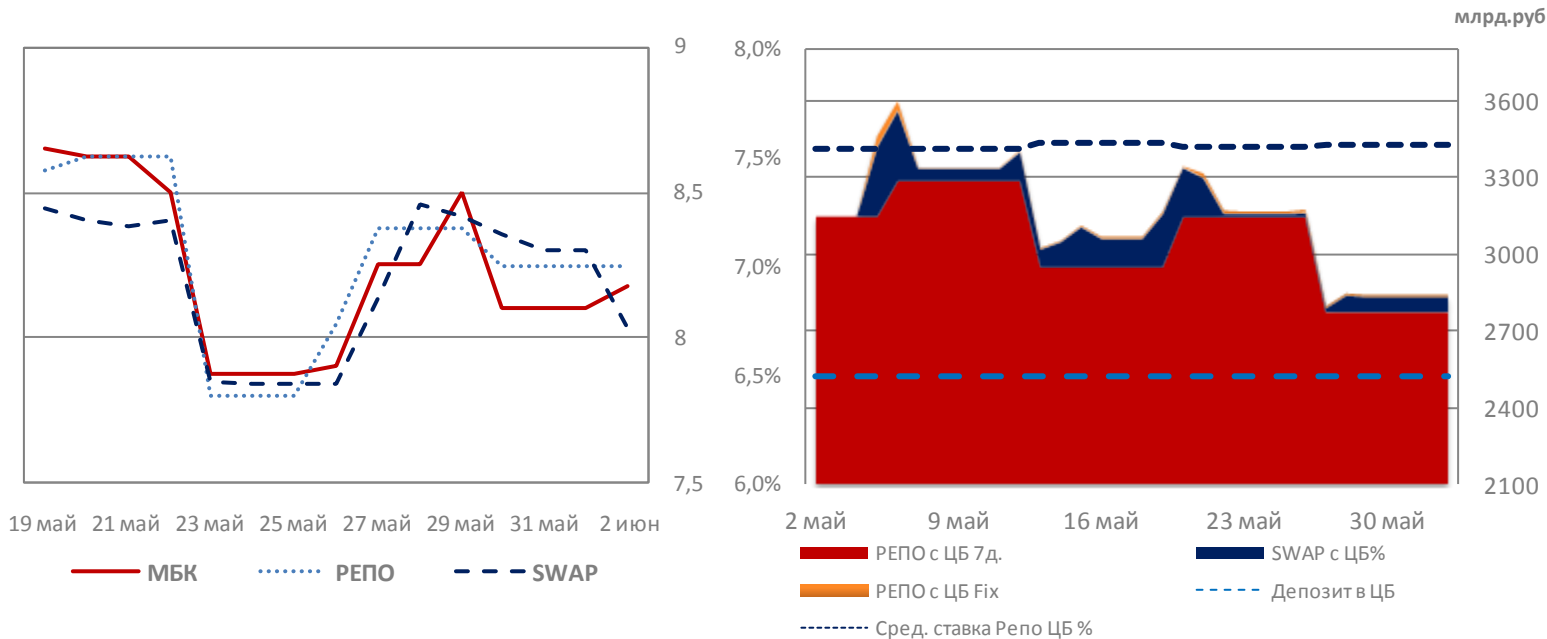 млрд.руб
9
8,5
8
7,5
19 май 21 май 23 май 25 май 27 май 29 май 31 май 2 июн
МБК РЕПО SWAP
8,0%
7,5%
7,0%
6,5%
6,0%
3600
3300
3000
2700
2400
2100
2 май 9 май 16 май 23 май 30 май
РЕПО с ЦБ 7д. SWAP с ЦБ%
РЕПО с ЦБ Fix Депозит в ЦБ
Сред. ставка Репо ЦБ %